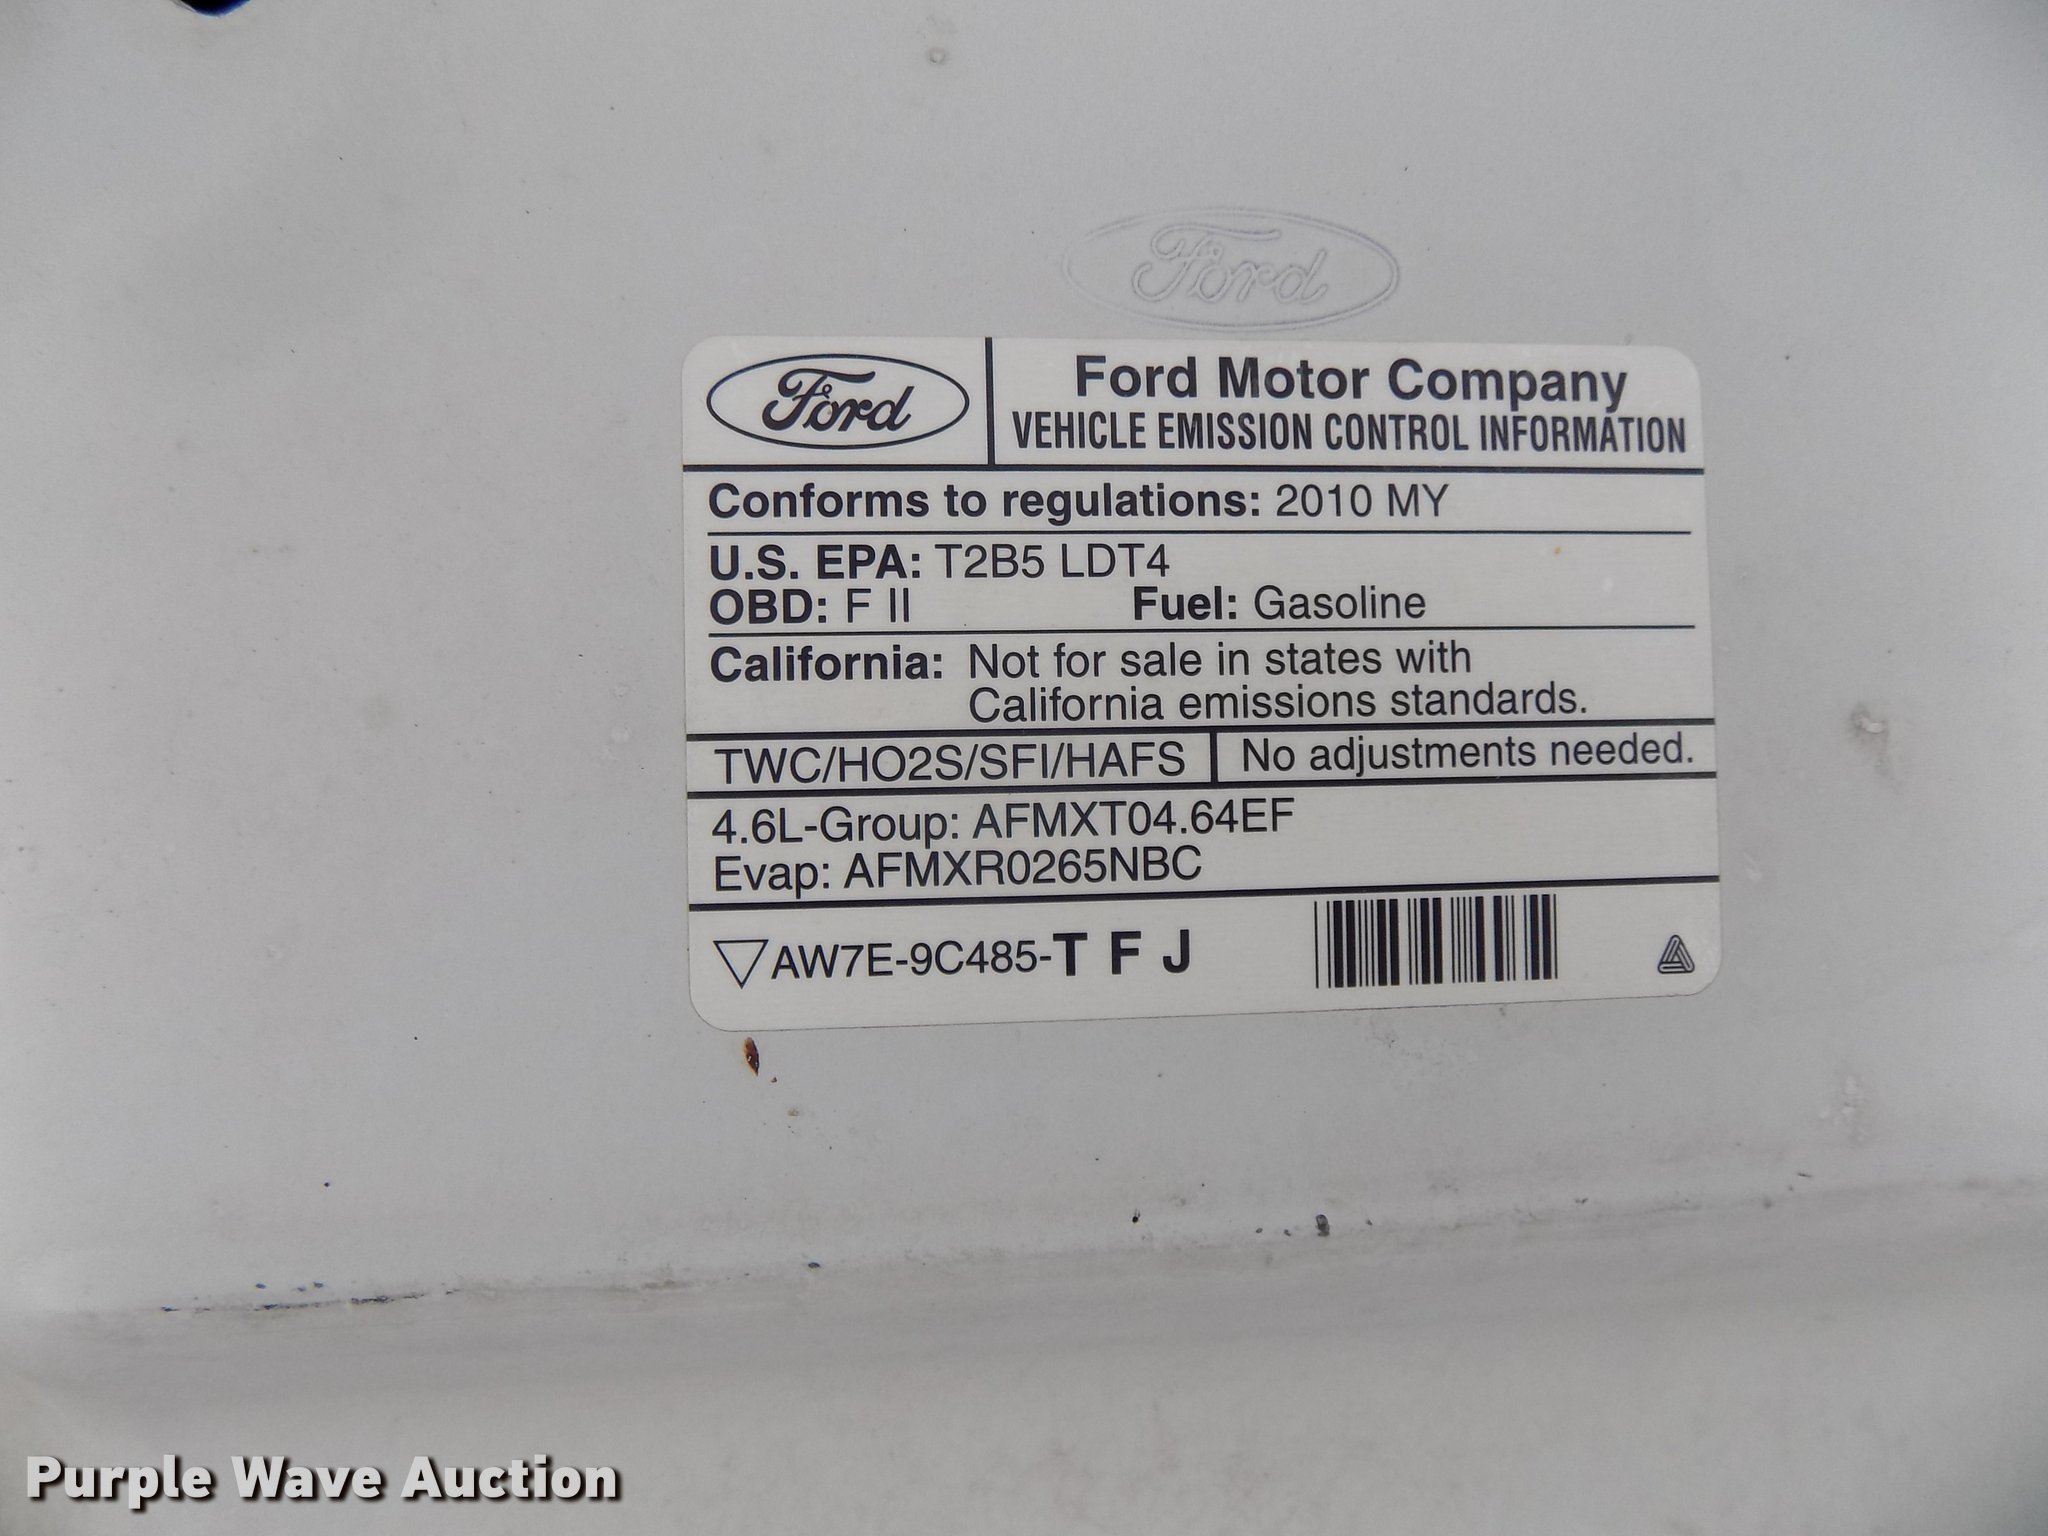 Ford
Ford
Ford Motor Company
VEHICLE EMISSION CONTROL INFORMATION
Conforms to regulations: 2010 MY
U.S. EPA: T2B5 LDT4
OBD: F II Fuel: Gasoline
California: Not for sale in states with
California emissions standards.
TWC/HO2S/SFI/HAFS No adjustments needed.
4.6L-Group: AFMXT04.64EF
Evap: AFMXR0265NBC
AW7E-9C485-T F J
Purple Wave Auction